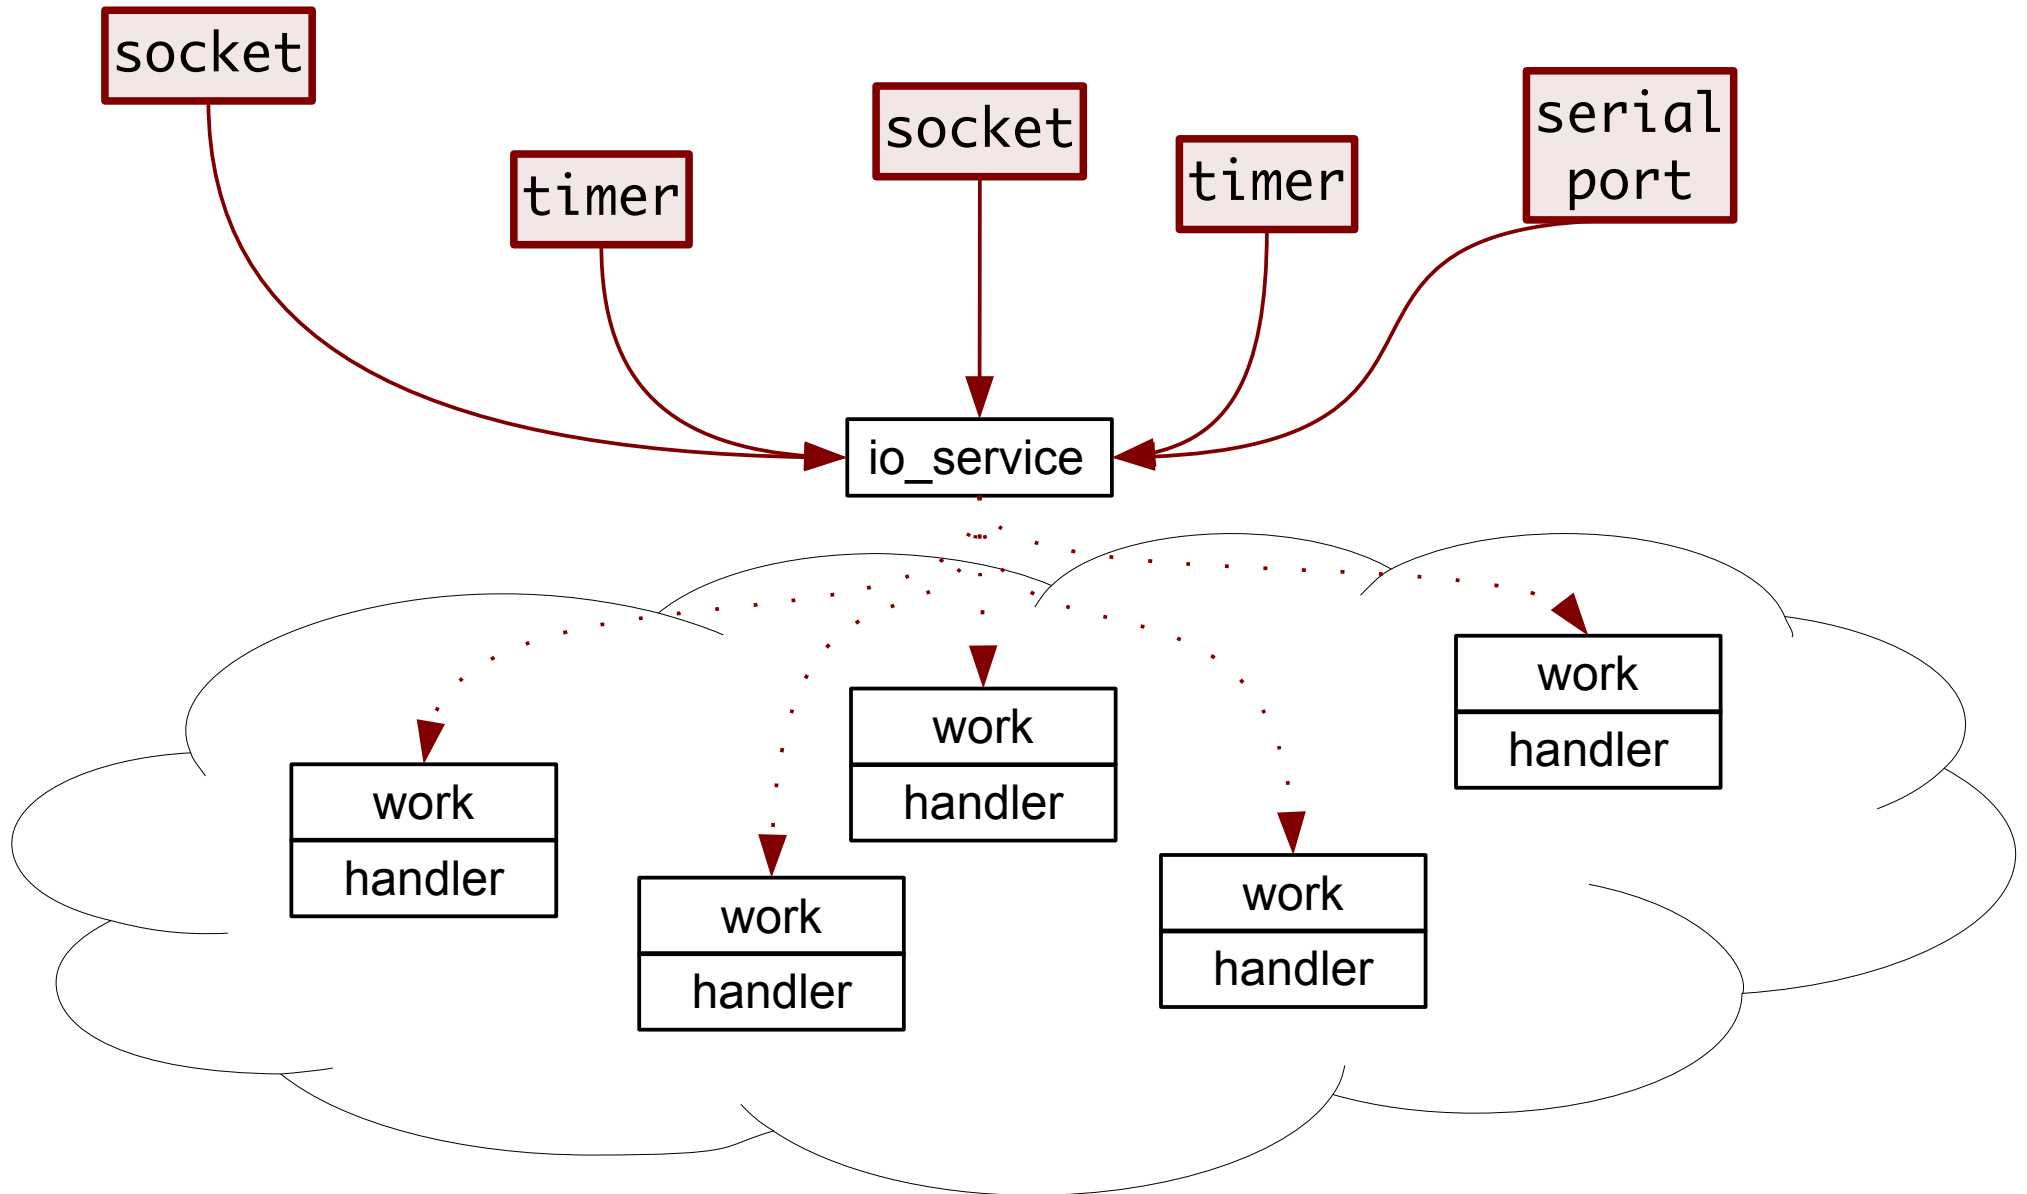 socket
timer
socket
timer
serial
port
io_service
work
handler
work
handler
work
handler
work
handler
work
handler